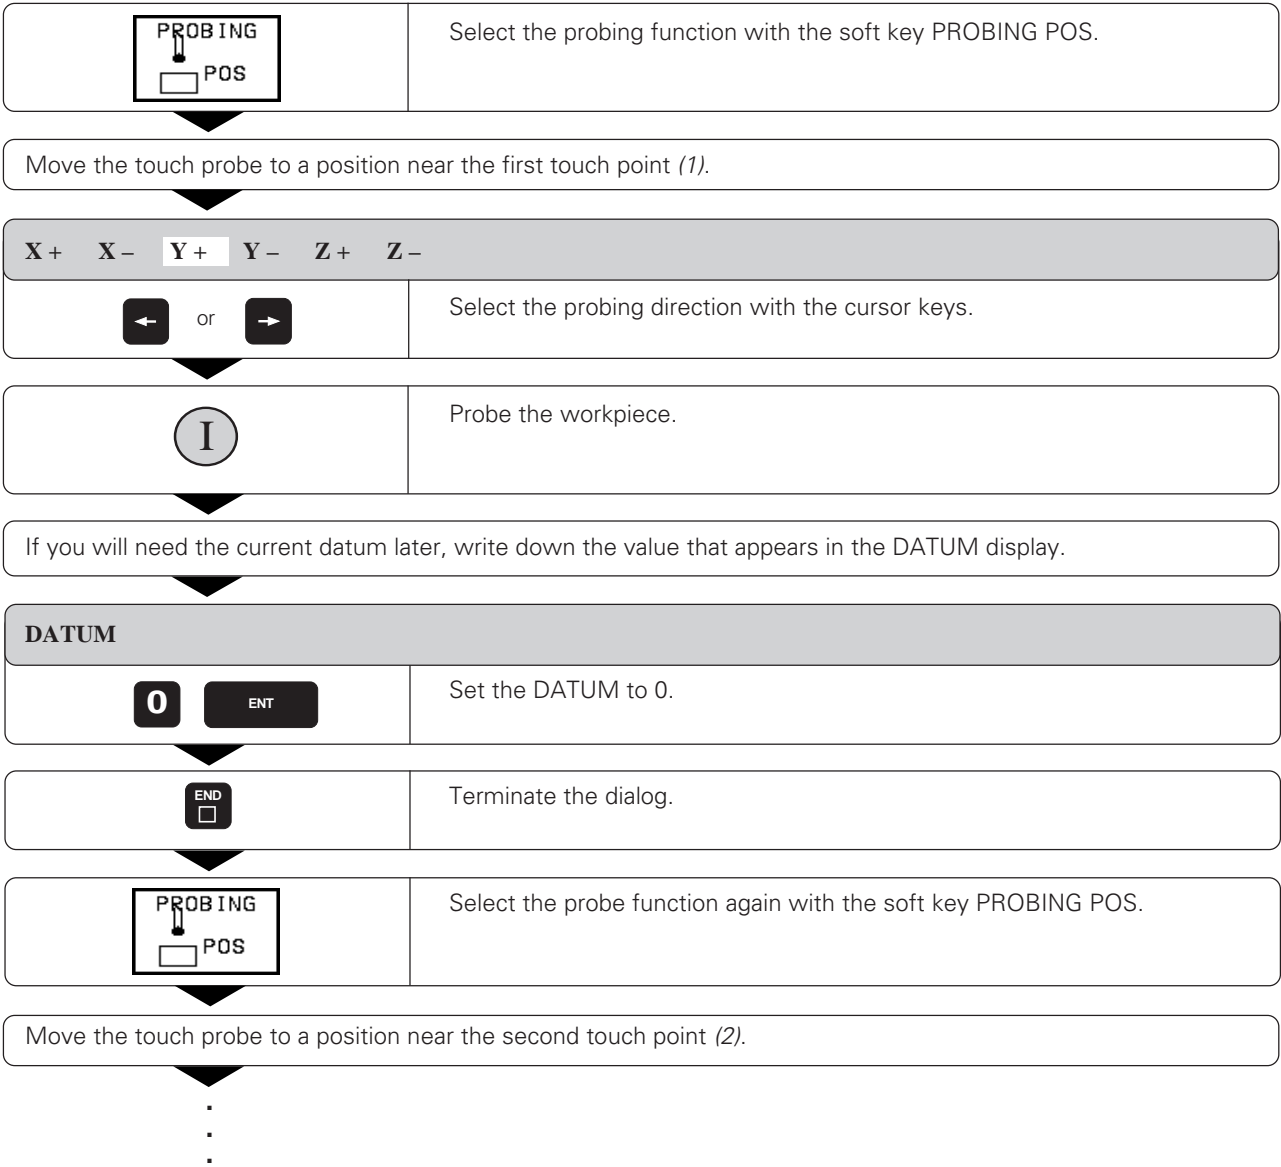 PROBING
POS
Select the probing function with the soft key PROBING POS.
Move the touch probe to a position near the first touch point (1).
X + X – Y + Y – Z + Z –
or
Select the probing direction with the cursor keys.
I
Probe the workpiece.
If you will need the current datum later, write down the value that appears in the DATUM display.
DATUM
0 ENT
Set the DATUM to 0.
END
Terminate the dialog.
PROBING
POS
Select the probe function again with the soft key PROBING POS.
Move the touch probe to a position near the second touch point (2).
.
.
.